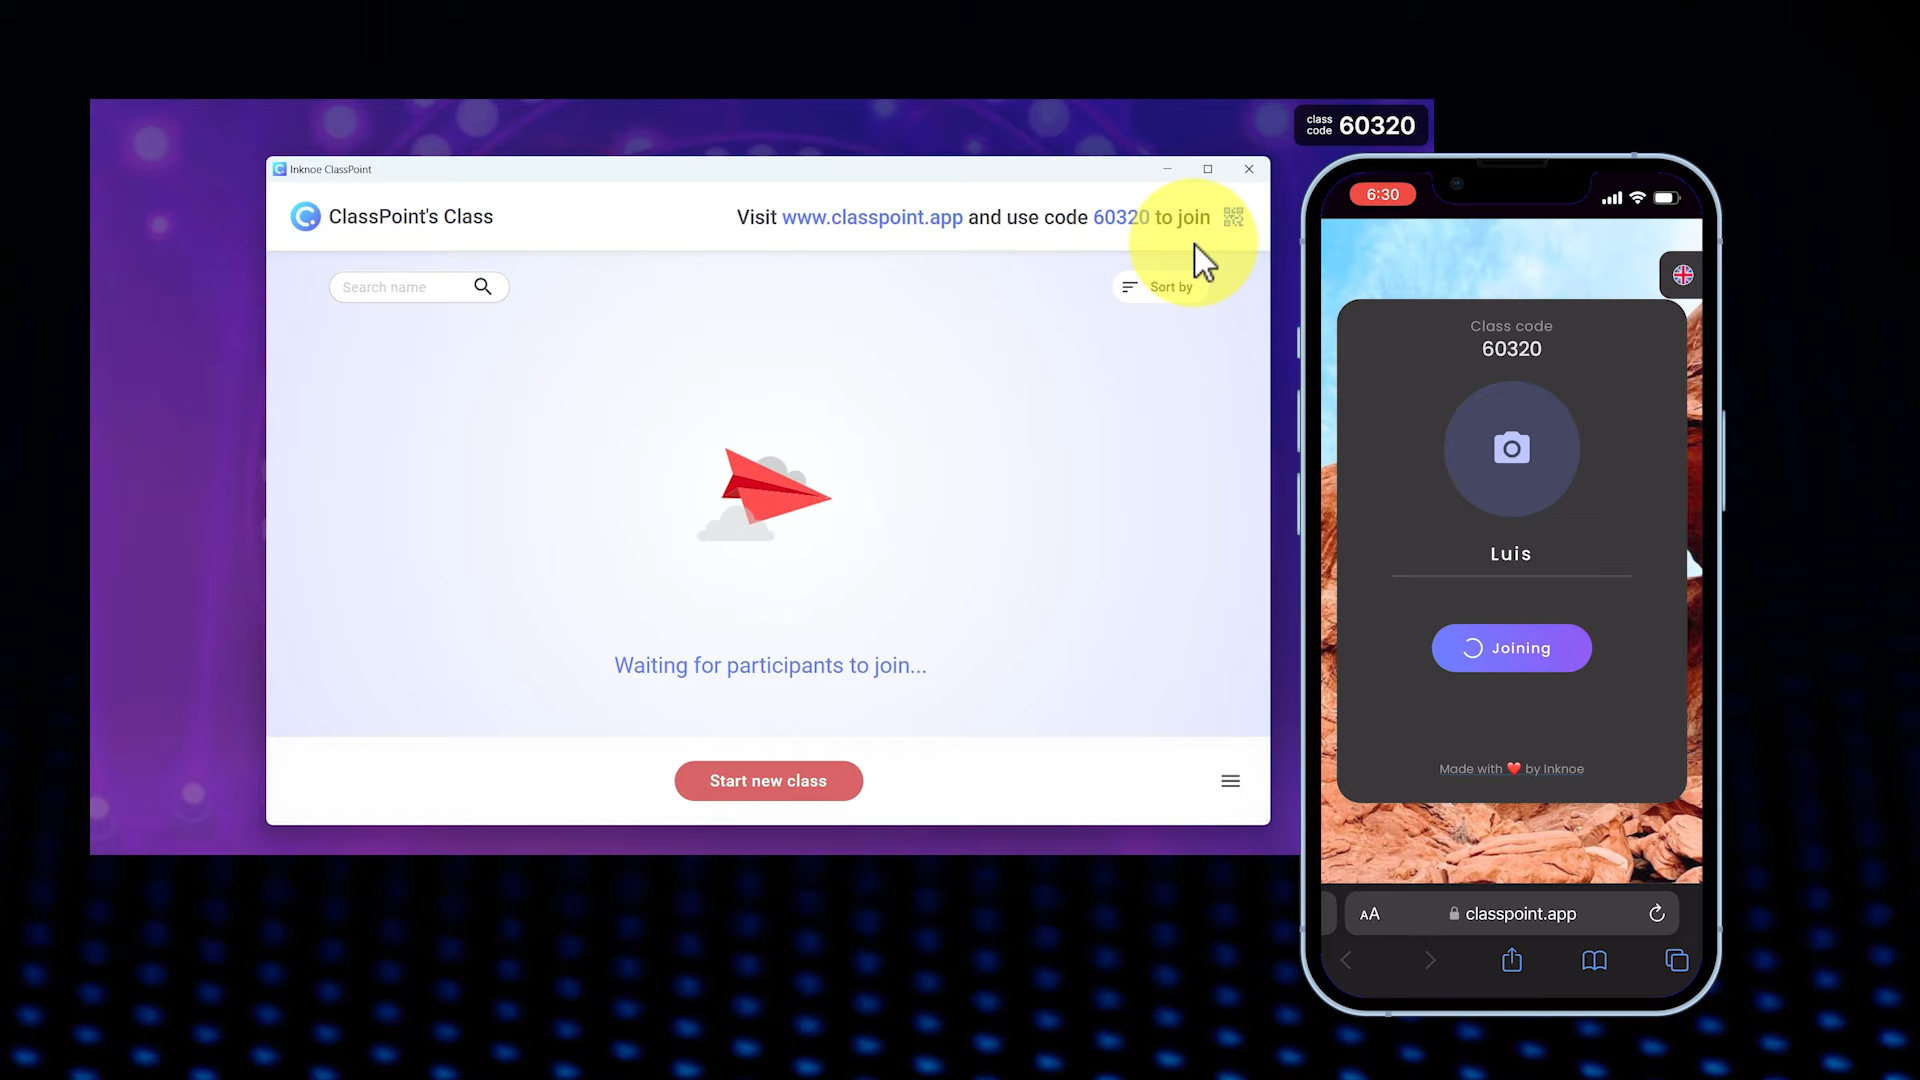 class code 60320
Inknoe ClassPoint
ClassPoint's Class
Visit www.classpoint.app and use code 60320 to join
Search name
Sort by
Waiting for participants to join...
Start new class
6:30
Class code
60320
Luis
Joining
Made with ❤️ by Inknoe
AA
classpoint.app